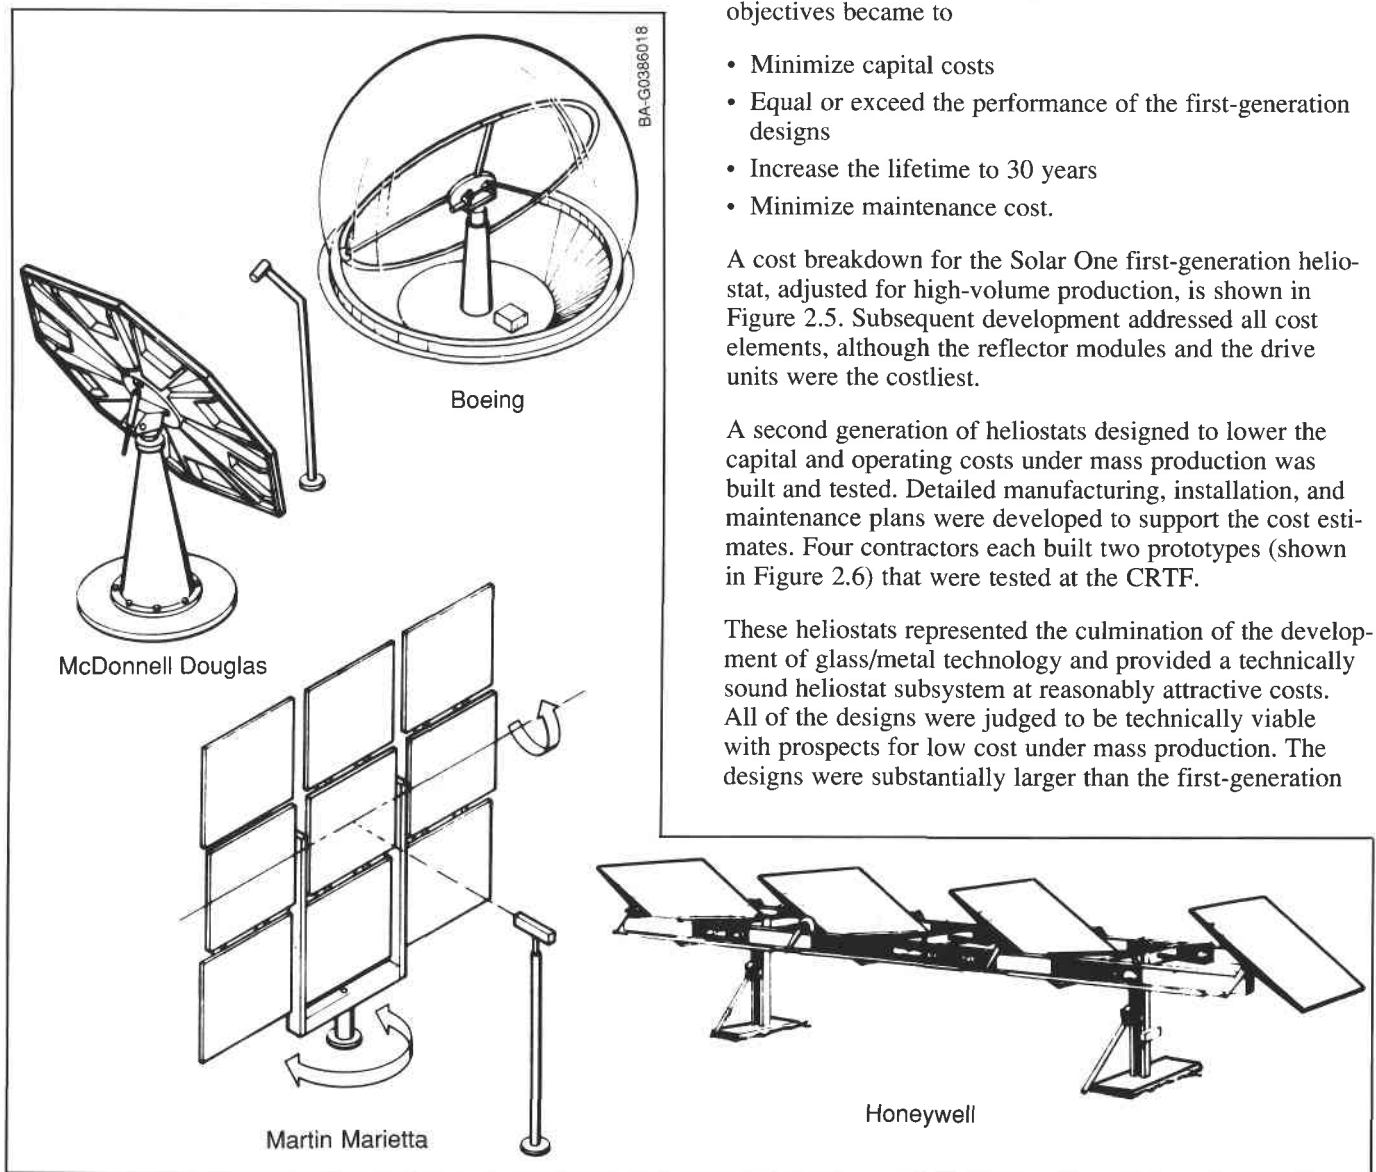 objectives became to
• Minimize capital costs
• Equal or exceed the performance of the first-generation
designs
• Increase the lifetime to 30 years
• Minimize maintenance cost.
A cost breakdown for the Solar One first-generation helio-
stat, adjusted for high-volume production, is shown in
Figure 2.5. Subsequent development addressed all cost
elements, although the reflector modules and the drive
units were the costliest.
A second generation of heliostats designed to lower the
capital and operating costs under mass production was
built and tested. Detailed manufacturing, installation, and
maintenance plans were developed to support the cost esti-
mates. Four contractors each built two prototypes (shown
in Figure 2.6) that were tested at the CRTF.
These heliostats represented the culmination of the develop-
ment of glass/metal technology and provided a technically
sound heliostat subsystem at reasonably attractive costs.
All of the designs were judged to be technically viable
with prospects for low cost under mass production. The
designs were substantially larger than the first-generation
BA-G0386018
Boeing
McDonnell Douglas
Martin Marietta
Honeywell